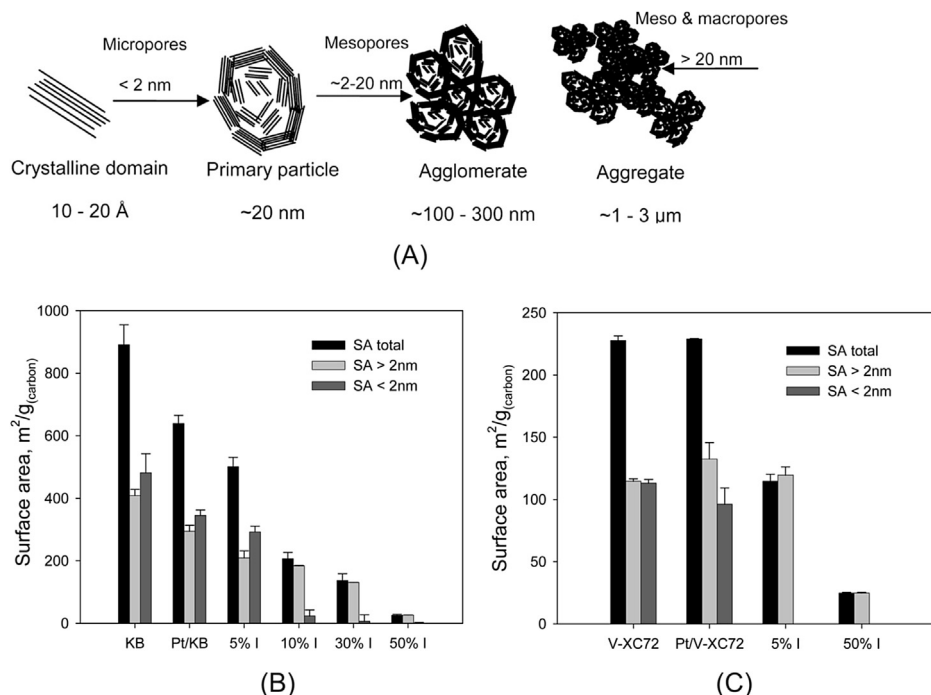 Micropores
< 2 nm
Mesopores
~2-20 nm
Meso & macropores
> 20 nm
Crystalline domain
Primary particle
Agglomerate
Aggregate
10 - 20 Å
~20 nm
~100 - 300 nm
~1 - 3 µm
(A)
Surface area, m²/g(carbon)
1000
800
600
400
200
0
SA total
SA > 2nm
SA < 2nm
KB Pt/KB 5% I 10% I 30% I 50% I
(B)
Surface area, m²/g(carbon)
250
200
150
100
50
0
SA total
SA > 2nm
SA < 2nm
V-XC72 Pt/V-XC72 5% I 50% I
(C)